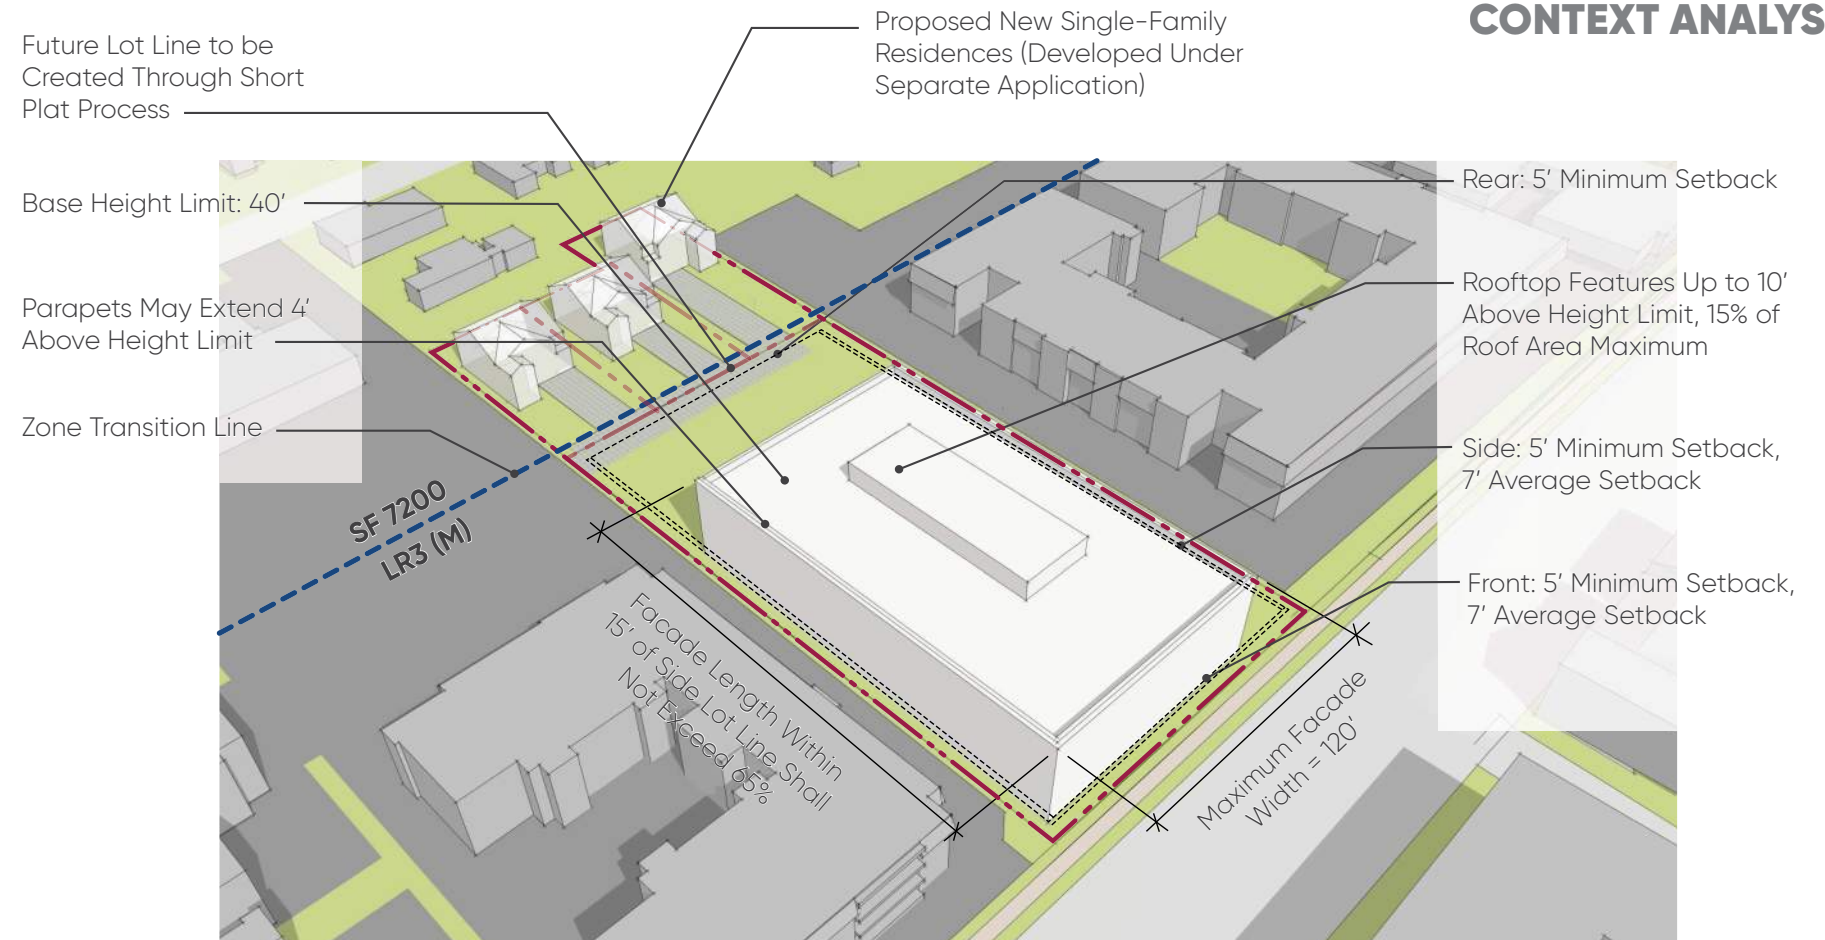 CONTEXT ANALYS
Proposed New Single-Family
Residences (Developed Under
Separate Application)
Future Lot Line to be
Created Through Short
Plat Process
Base Height Limit: 40’
Parapets May Extend 4’
Above Height Limit
Zone Transition Line
Rear: 5’ Minimum Setback
Rooftop Features Up to 10’
Above Height Limit, 15% of
Roof Area Maximum
Side: 5’ Minimum Setback,
7’ Average Setback
Front: 5’ Minimum Setback,
7’ Average Setback
SF 7200
LR3 (M)
Facade Length Within
15’ of Side Lot Line Shall
Not Exceed 65%
Maximum Facade
Width = 120’